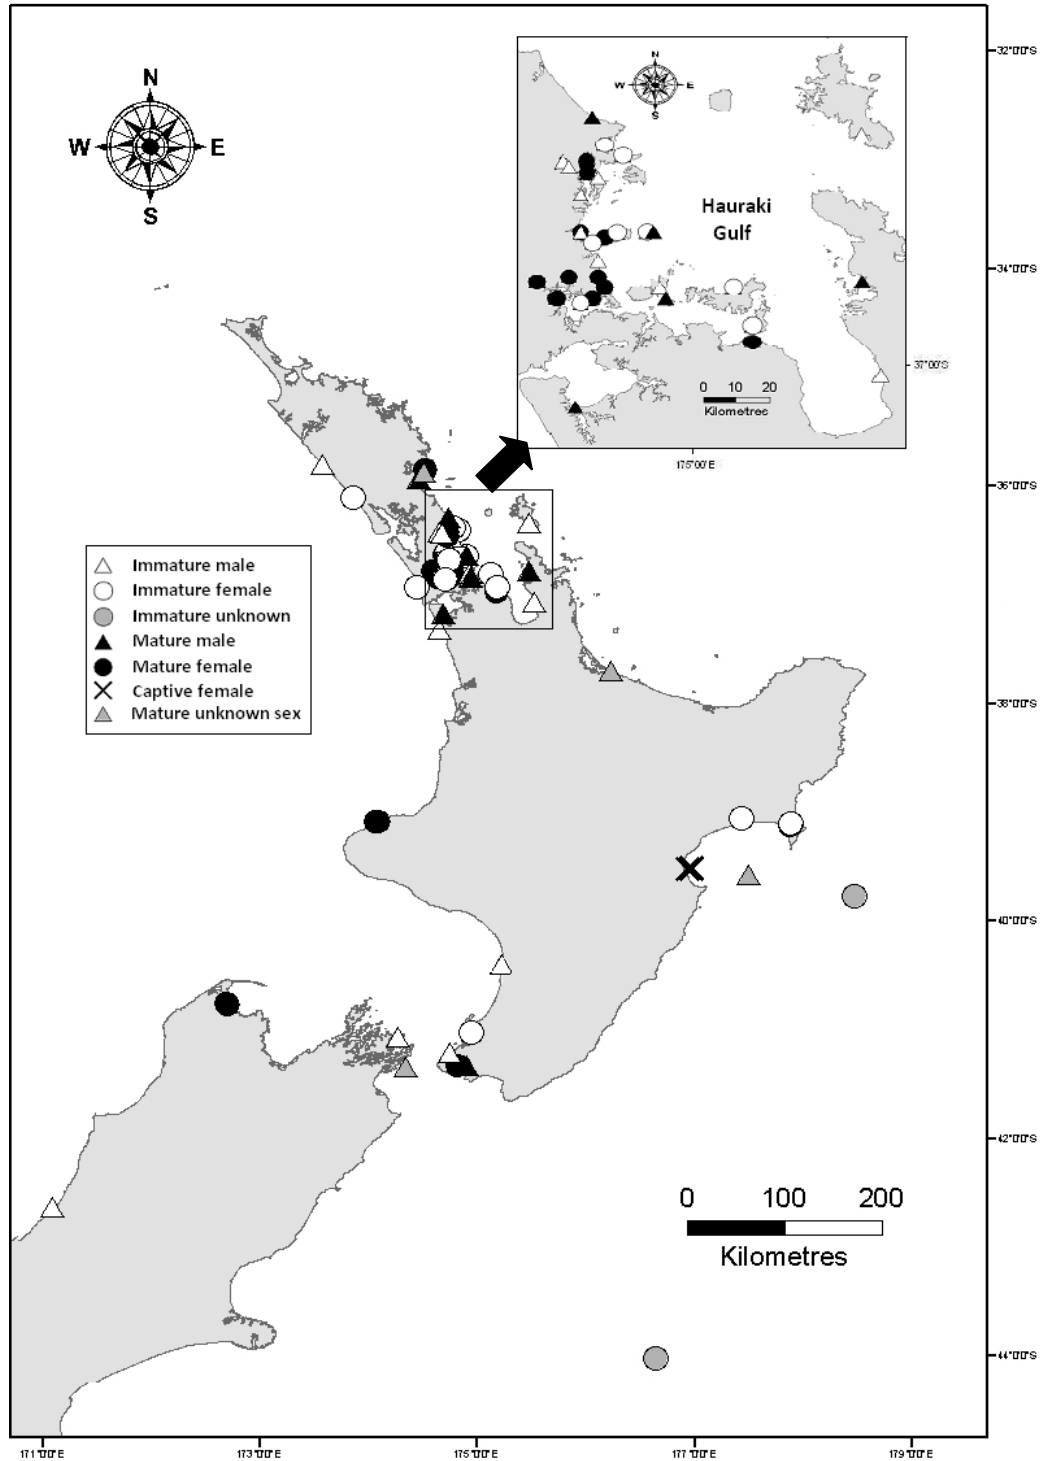 N
W E
S
N
W E
S
Hauraki
Gulf
0 10 20
Kilometres
175°00'E
37°00'S
32°00'S
34°00'S
36°00'S
38°00'S
40°00'S
42°00'S
44°00'S
Immature male
Immature female
Immature unknown
Mature male
Mature female
Captive female
Mature unknown sex
0 100 200
Kilometres
171°00'E 173°00'E 175°00'E 177°00'E 179°00'E